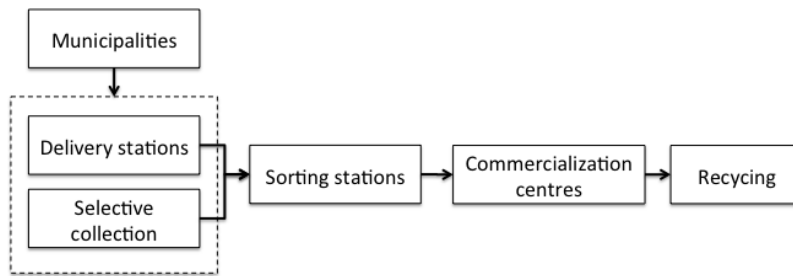 Municipalities
Delivery stations
Selective
collection
Sorting stations
Commercialization
centres
Recycing